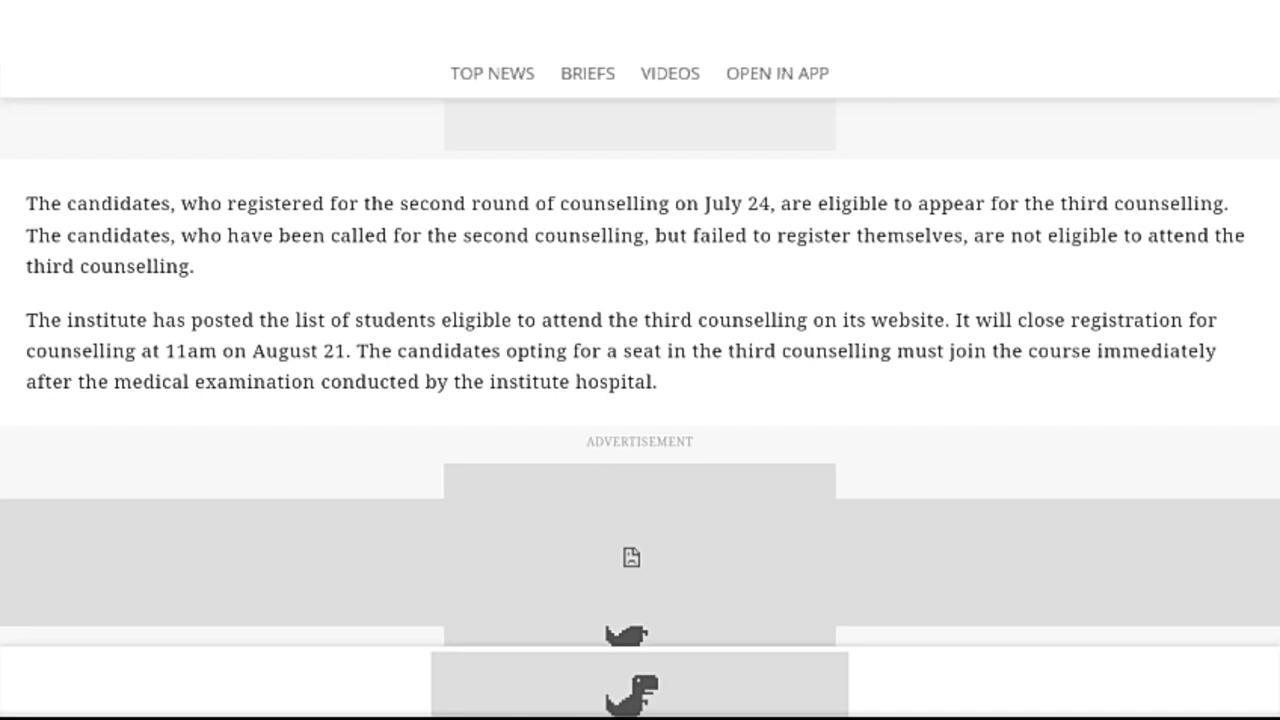 TOP NEWS BRIEFS VIDEOS OPEN IN APP
The candidates, who registered for the second round of counselling on July 24, are eligible to appear for the third counselling.
The candidates, who have been called for the second counselling, but failed to register themselves, are not eligible to attend the
third counselling.
The institute has posted the list of students eligible to attend the third counselling on its website. It will close registration for
counselling at 11am on August 21. The candidates opting for a seat in the third counselling must join the course immediately
after the medical examination conducted by the institute hospital.
ADVERTISEMENT